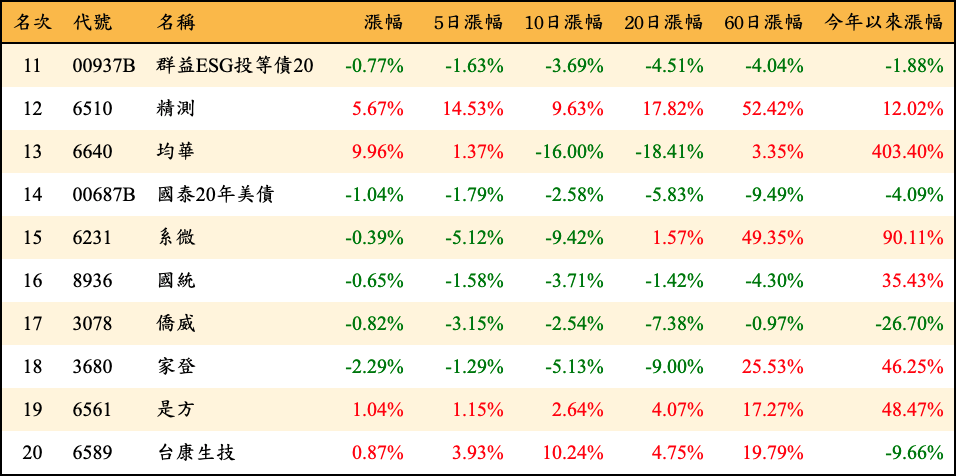 名次 代號 名稱 漲幅 5日漲幅 10日漲幅 20日漲幅 60日漲幅 今年以來漲幅
11 00937B 群益ESG投等債20 -0.77% -1.63% -3.69% -4.51% -4.04% -1.88%
12 6510 精測 5.67% 14.53% 9.63% 17.82% 52.42% 12.02%
13 6640 均華 9.96% 1.37% -16.00% -18.41% 3.35% 403.40%
14 00687B 國泰20年美債 -1.04% -1.79% -2.58% -5.83% -9.49% -4.09%
15 6231 系微 -0.39% -5.12% -9.42% 1.57% 49.35% 90.11%
16 8936 國統 -0.65% -1.58% -3.71% -1.42% -4.30% 35.43%
17 3078 僑威 -0.82% -3.15% -2.54% -7.38% -0.97% -26.70%
18 3680 家登 -2.29% -1.29% -5.13% -9.00% 25.53% 46.25%
19 6561 是方 1.04% 1.15% 2.64% 4.07% 17.27% 48.47%
20 6589 台康生技 0.87% 3.93% 10.24% 4.75% 19.79% -9.66%